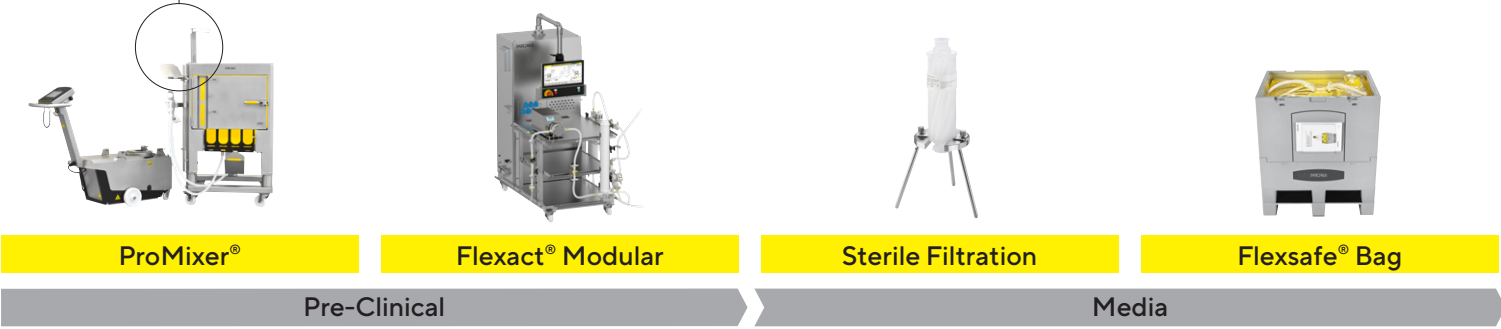 ProMixer®
Flexact® Modular
Sterile Filtration
Flexsafe® Bag
Pre-Clinical
Media